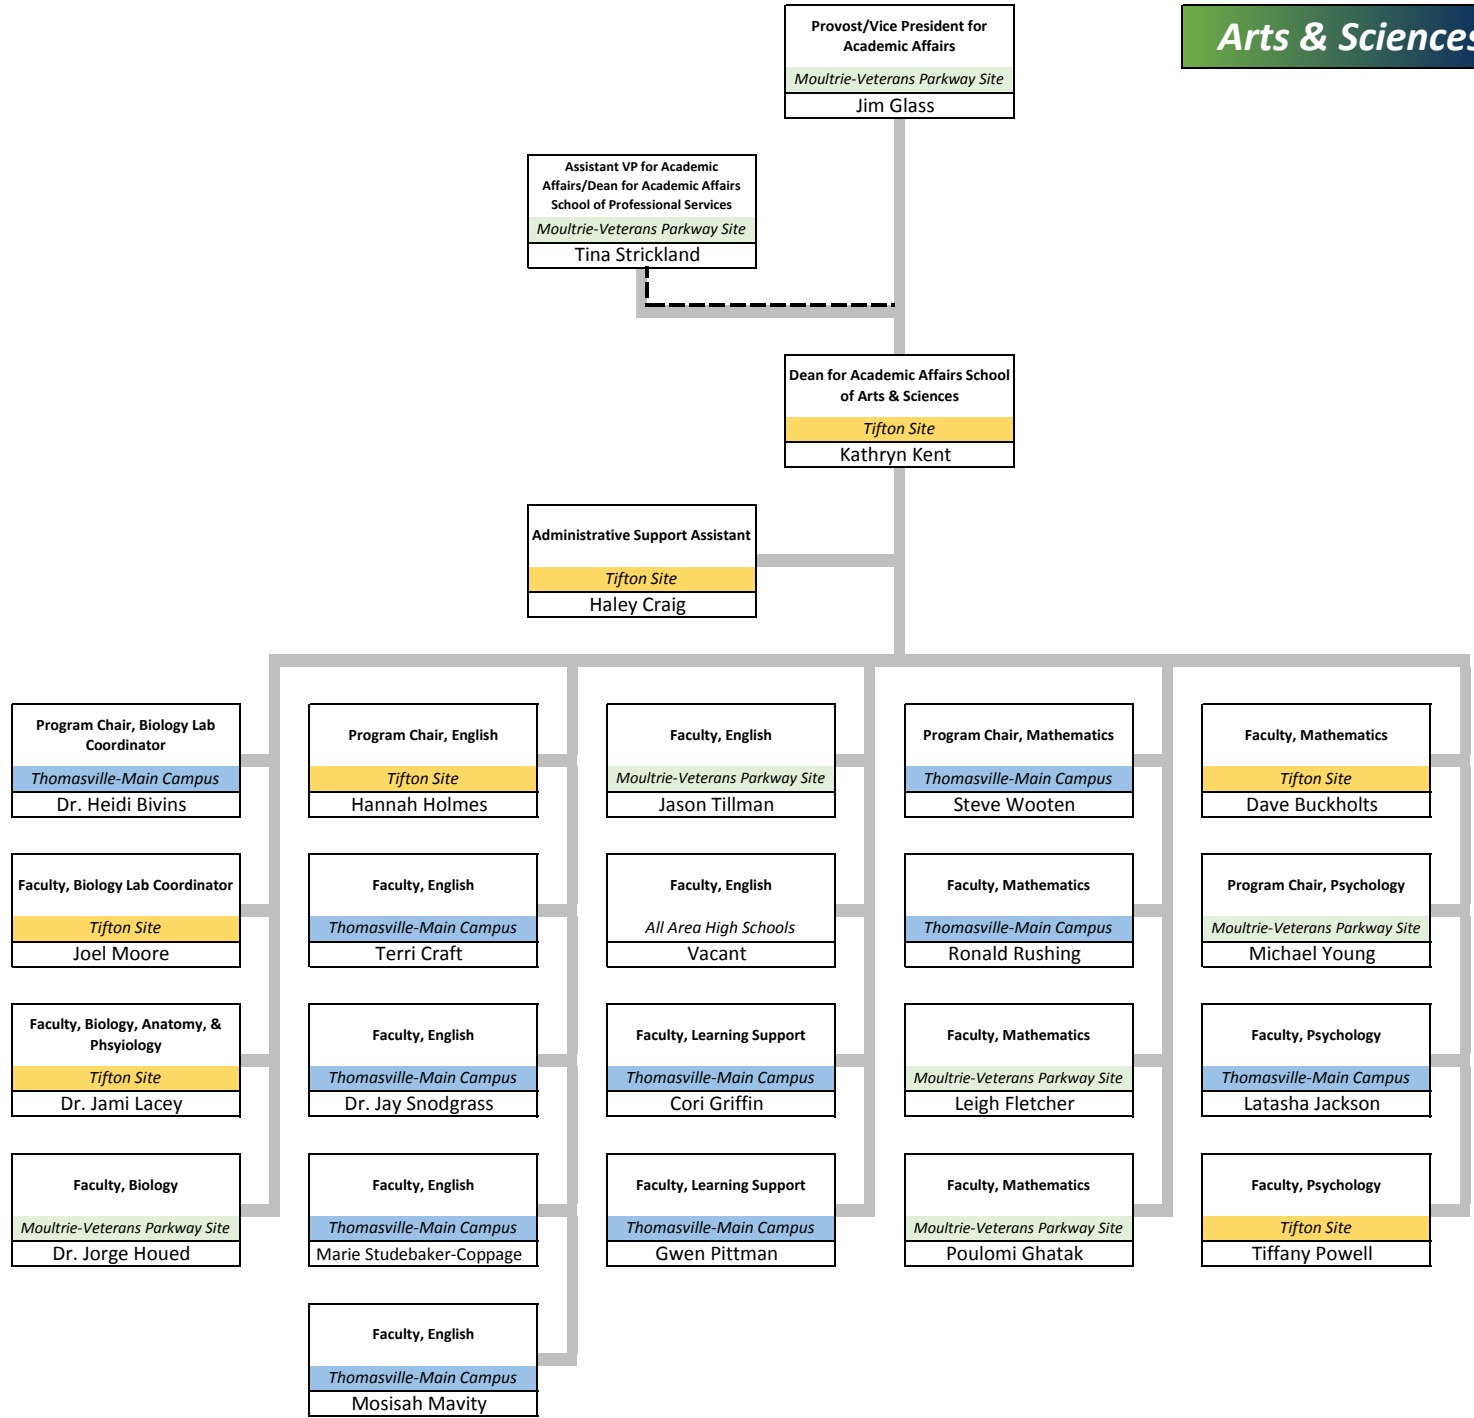 Provost/Vice President for
Academic Affairs
Moultrie-Veterans Parkway Site
Jim Glass
Arts & Sciences
Assistant VP for Academic
Affairs/Dean for Academic Affairs
School of Professional Services
Moultrie-Veterans Parkway Site
Tina Strickland
Dean for Academic Affairs School
of Arts & Sciences
Tifton Site
Kathryn Kent
Administrative Support Assistant
Tifton Site
Haley Craig
Program Chair, Biology Lab
Coordinator
Thomasville-Main Campus
Dr. Heidi Bivins
Program Chair, English
Tifton Site
Hannah Holmes
Faculty, English
Moultrie-Veterans Parkway Site
Jason Tillman
Program Chair, Mathematics
Thomasville-Main Campus
Steve Wooten
Faculty, Mathematics
Tifton Site
Dave Buckholts
Faculty, Biology Lab Coordinator
Tifton Site
Joel Moore
Faculty, English
Thomasville-Main Campus
Terri Craft
Faculty, English
All Area High Schools
Vacant
Faculty, Mathematics
Thomasville-Main Campus
Ronald Rushing
Program Chair, Psychology
Moultrie-Veterans Parkway Site
Michael Young
Faculty, Biology, Anatomy, &
Phsyiology
Tifton Site
Dr. Jami Lacey
Faculty, English
Thomasville-Main Campus
Dr. Jay Snodgrass
Faculty, Learning Support
Thomasville-Main Campus
Cori Griffin
Faculty, Mathematics
Moultrie-Veterans Parkway Site
Leigh Fletcher
Faculty, Psychology
Thomasville-Main Campus
Latasha Jackson
Faculty, Biology
Moultrie-Veterans Parkway Site
Dr. Jorge Houed
Faculty, English
Thomasville-Main Campus
Marie Studebaker-Coppage
Faculty, Learning Support
Thomasville-Main Campus
Gwen Pittman
Faculty, Mathematics
Moultrie-Veterans Parkway Site
Poulomi Ghatak
Faculty, Psychology
Tifton Site
Tiffany Powell
Faculty, English
Thomasville-Main Campus
Mosisah Mavity